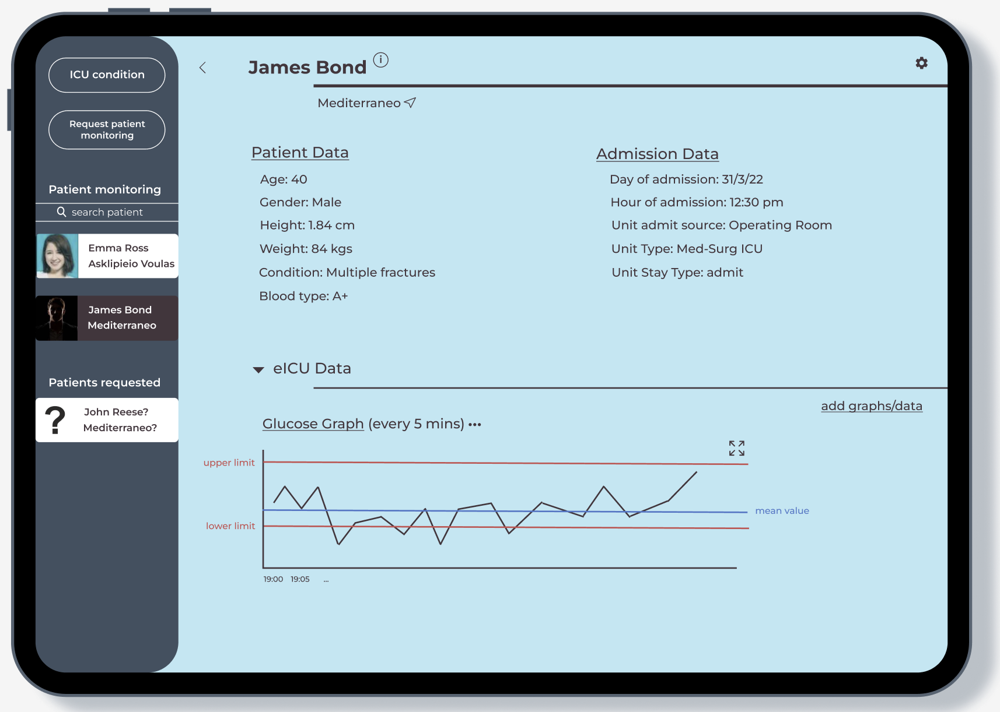 ICU condition
Request patient
monitoring
Patient monitoring
search patient
Emma Ross
Asklipieio Voulas
James Bond
Mediterraneo
Patients requested
?
John Reese?
Mediterraneo?
James Bond
Mediterraneo
Patient Data
Age: 40
Gender: Male
Height: 1.84 cm
Weight: 84 kgs
Condition: Multiple fractures
Blood type: A+
Admission Data
Day of admission: 31/3/22
Hour of admission: 12:30 pm
Unit admit source: Operating Room
Unit Type: Med-Surg ICU
Unit Stay Type: admit
eICU Data
add graphs/data
Glucose Graph (every 5 mins) •••
upper limit
mean value
lower limit
19:00 19:05 ...